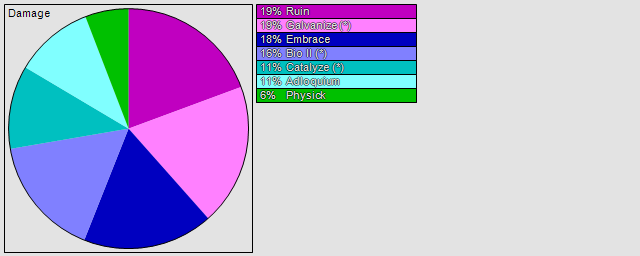 Damage
19% Ruin
19% Galvanize (*)
18% Embrace
16% Bio II (*)
11% Catalyze (*)
11% Adloquium
6% Physick